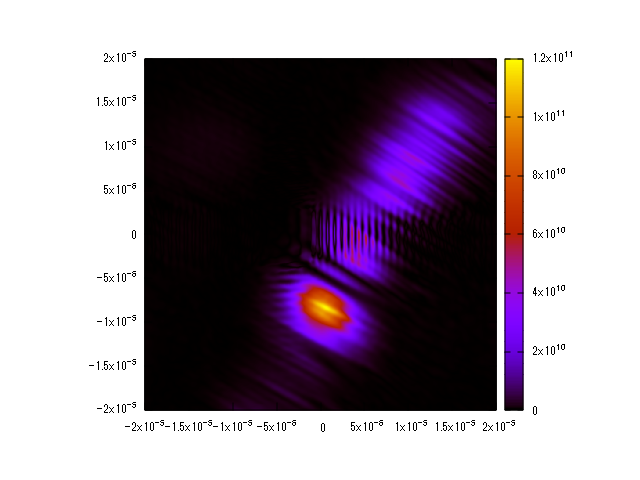 2x10⁻⁵
1.5x10⁻⁵
1x10⁻⁵
5x10⁻⁶
0
−5x10⁻⁶
−1x10⁻⁵
−1.5x10⁻⁵
−2x10⁻⁵
−2x10⁻⁵ −1.5x10⁻⁵ −1x10⁻⁵ −5x10⁻⁶ 0 5x10⁻⁶ 1x10⁻⁵ 1.5x10⁻⁵ 2x10⁻⁵
1.2x10¹¹
1x10¹¹
8x10¹⁰
6x10¹⁰
4x10¹⁰
2x10¹⁰
0